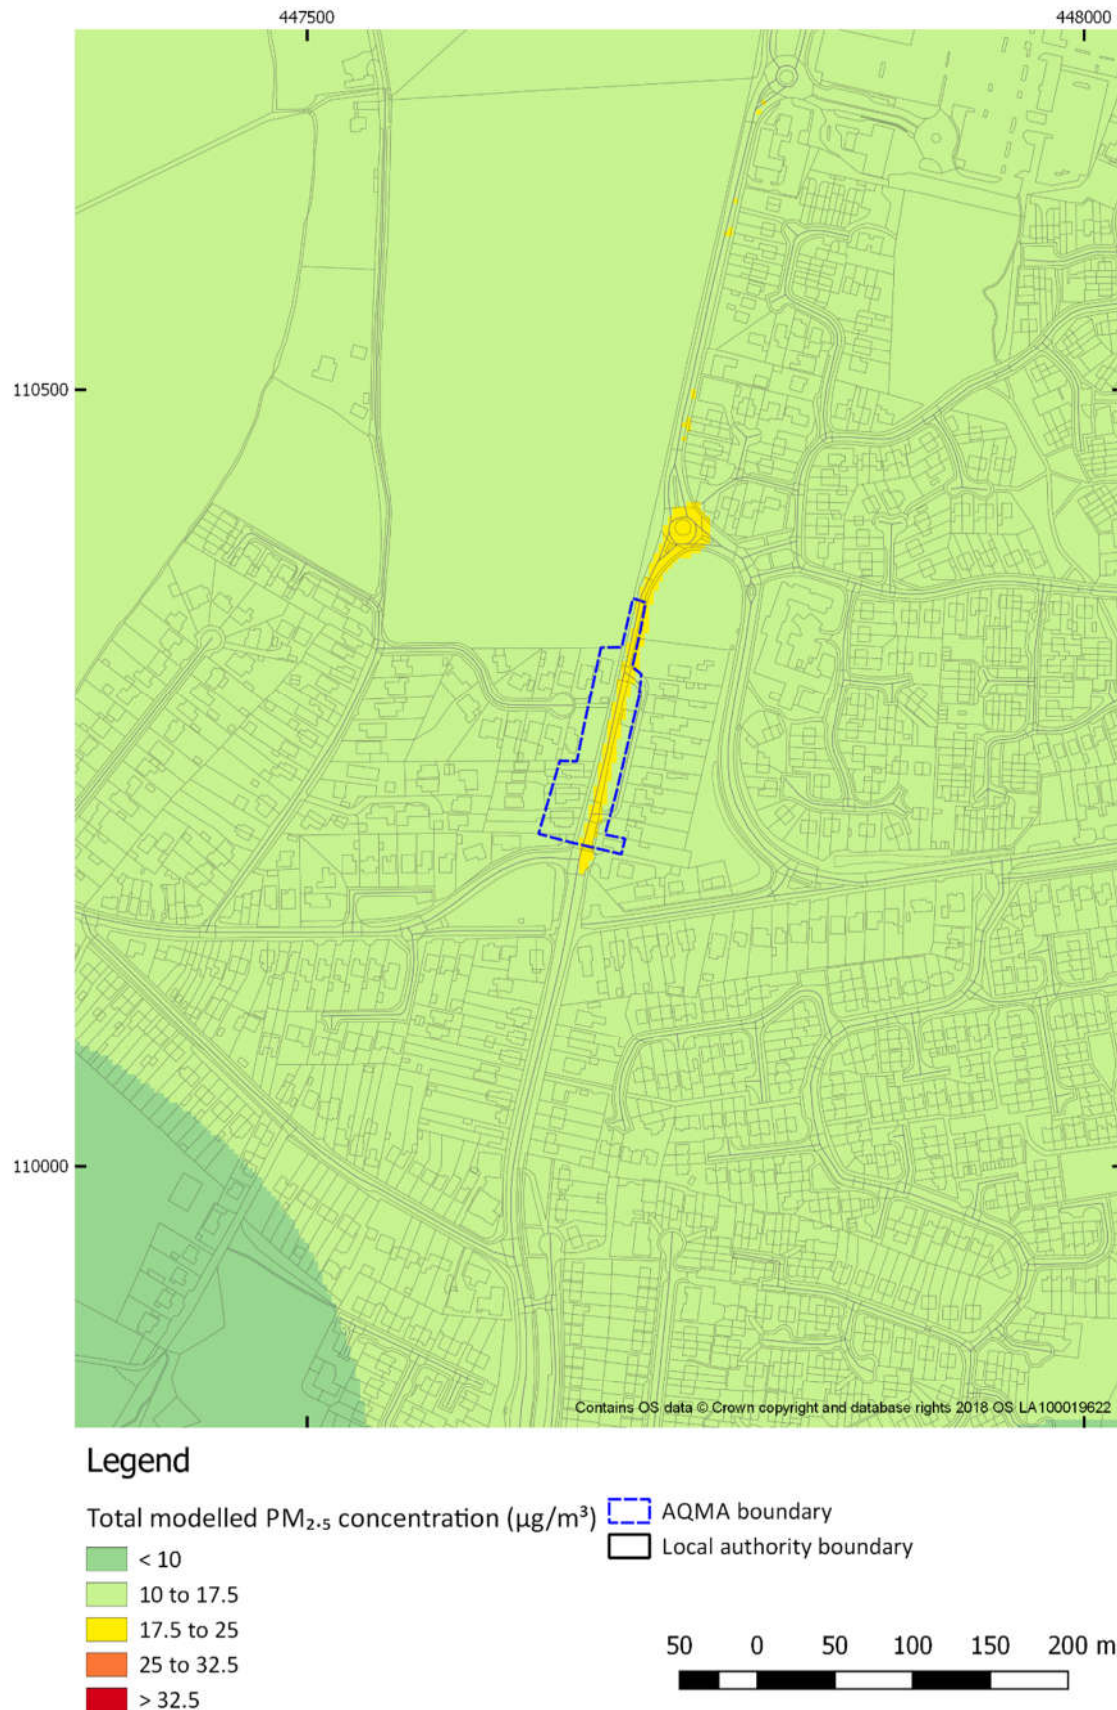 447500
448000
110500
110000
Contains OS data © Crown copyright and database rights 2018 OS LA100019622
Legend
Total modelled PM₂.₅ concentration (µg/m³)
< 10
10 to 17.5
17.5 to 25
25 to 32.5
> 32.5
AQMA boundary
Local authority boundary
50 0 50 100 150 200 m